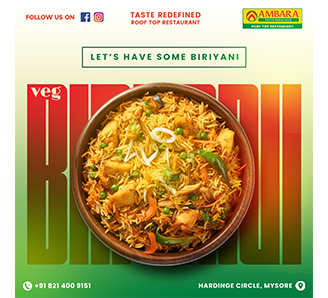 FOLLOW US ON
TASTE REDEFINED
ROOF TOP RESTAURANT
AMBARA
ROOF TOP RESTAURANT
LET'S HAVE SOME BIRIYANI
veg
+91 821 400 9151
HARDINGE CIRCLE, MYSORE